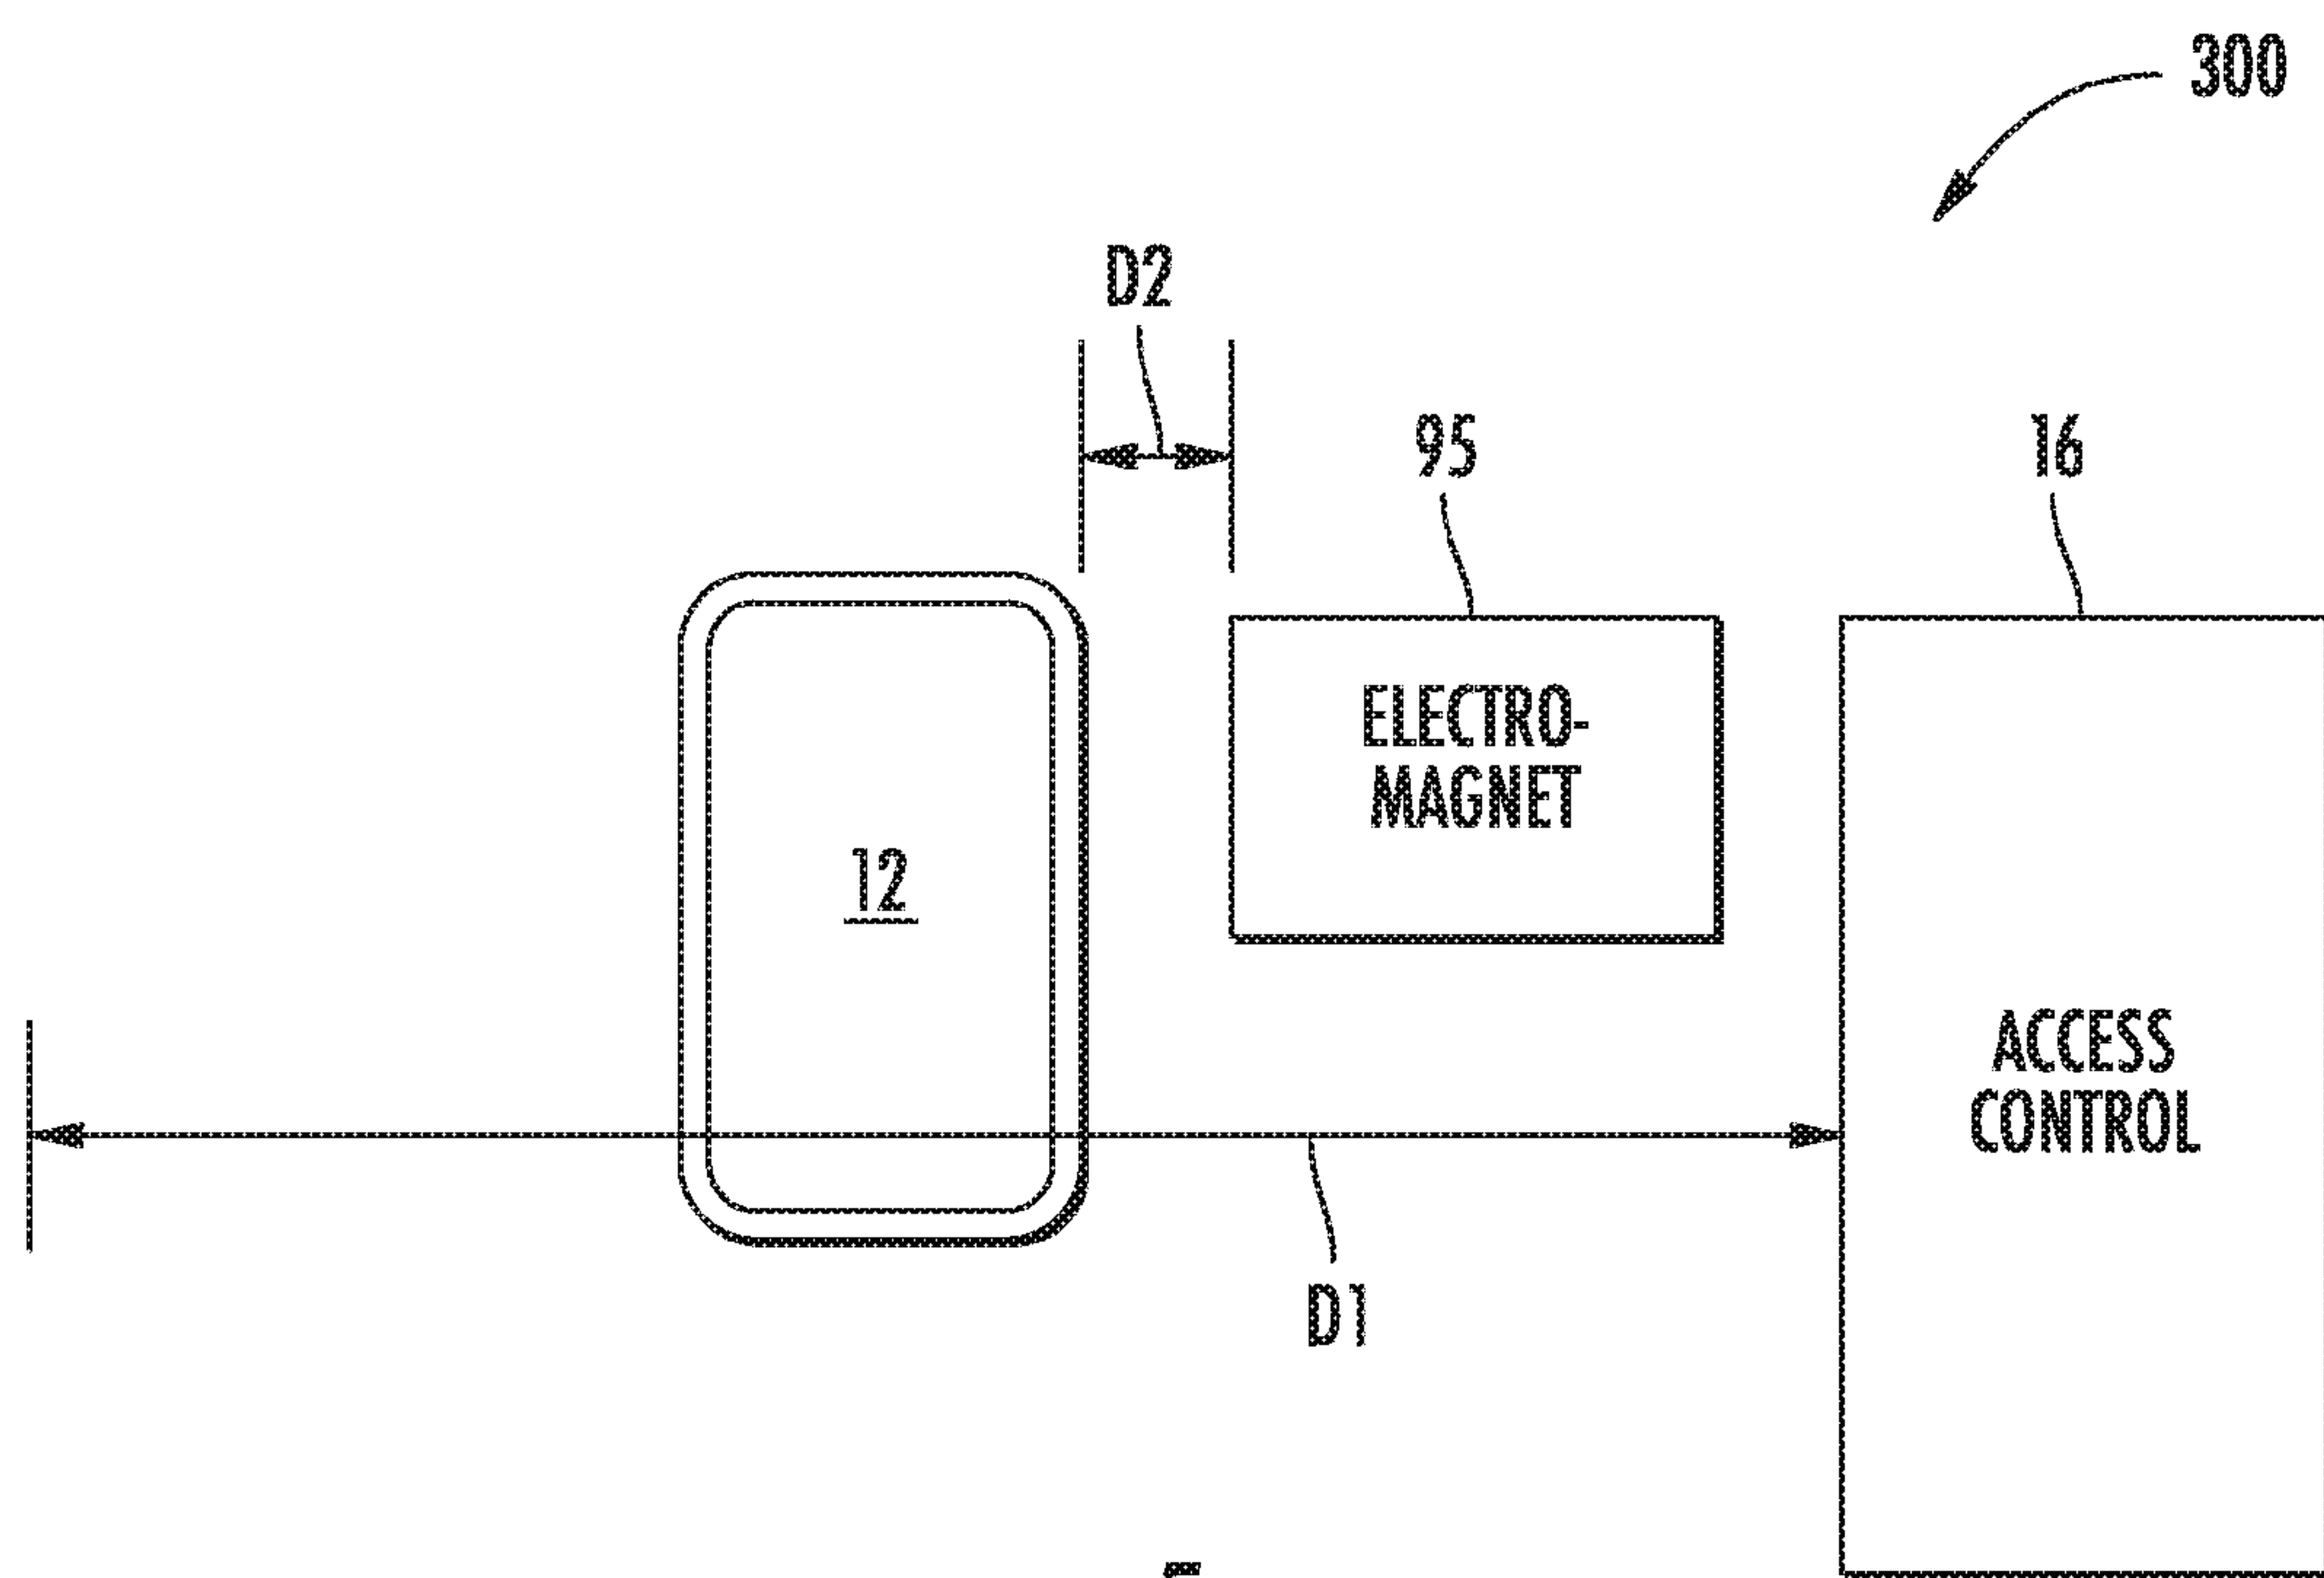 300
D2
95
16
ELECTRO-
MAGNET
12
ACCESS
CONTROL
D1